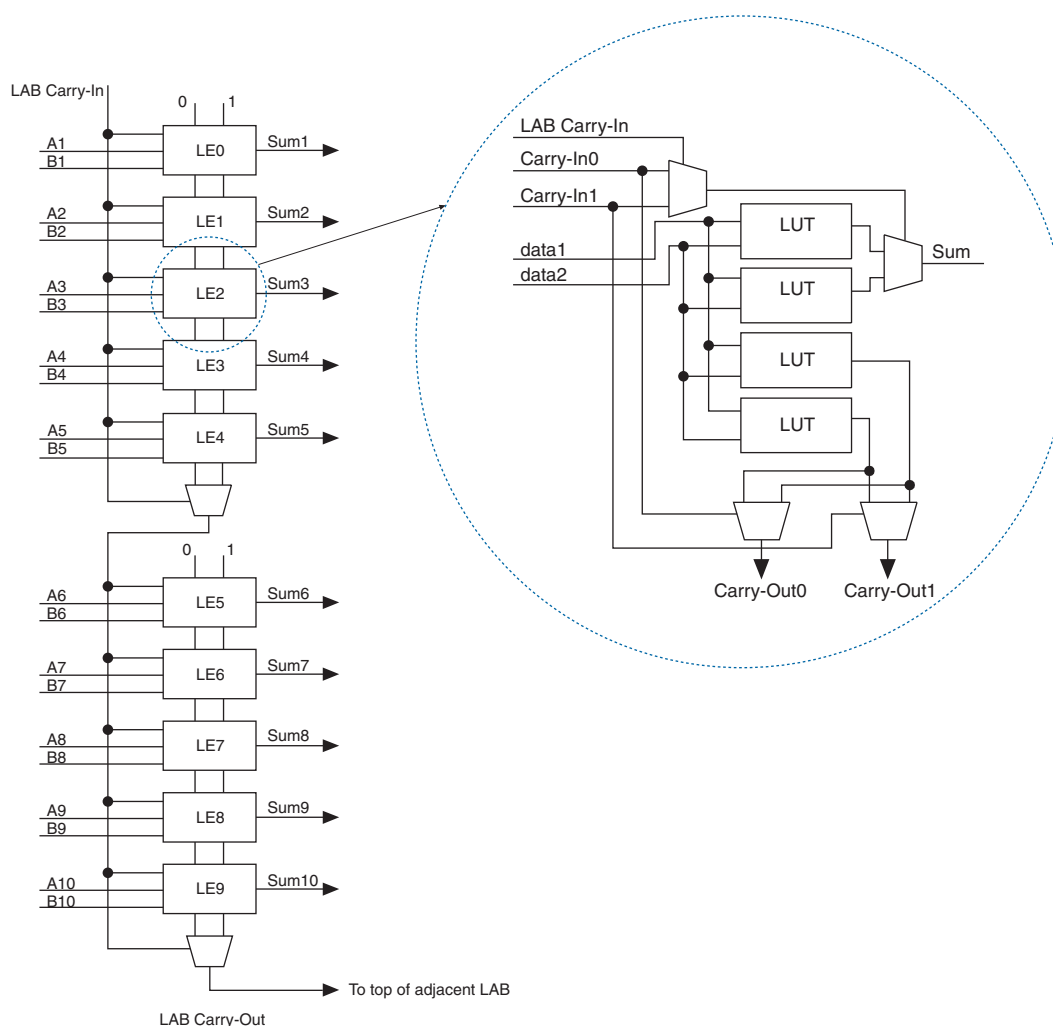 LAB Carry-In
0 1
A1
B1
LE0
Sum1
A2
B2
LE1
Sum2
A3
B3
LE2
Sum3
A4
B4
LE3
Sum4
A5
B5
LE4
Sum5
0 1
A6
B6
LE5
Sum6
A7
B7
LE6
Sum7
A8
B8
LE7
Sum8
A9
B9
LE8
Sum9
A10
B10
LE9
Sum10
To top of adjacent LAB
LAB Carry-Out
LAB Carry-In
Carry-In0
Carry-In1
data1
data2
LUT
LUT
LUT
LUT
Sum
Carry-Out0
Carry-Out1